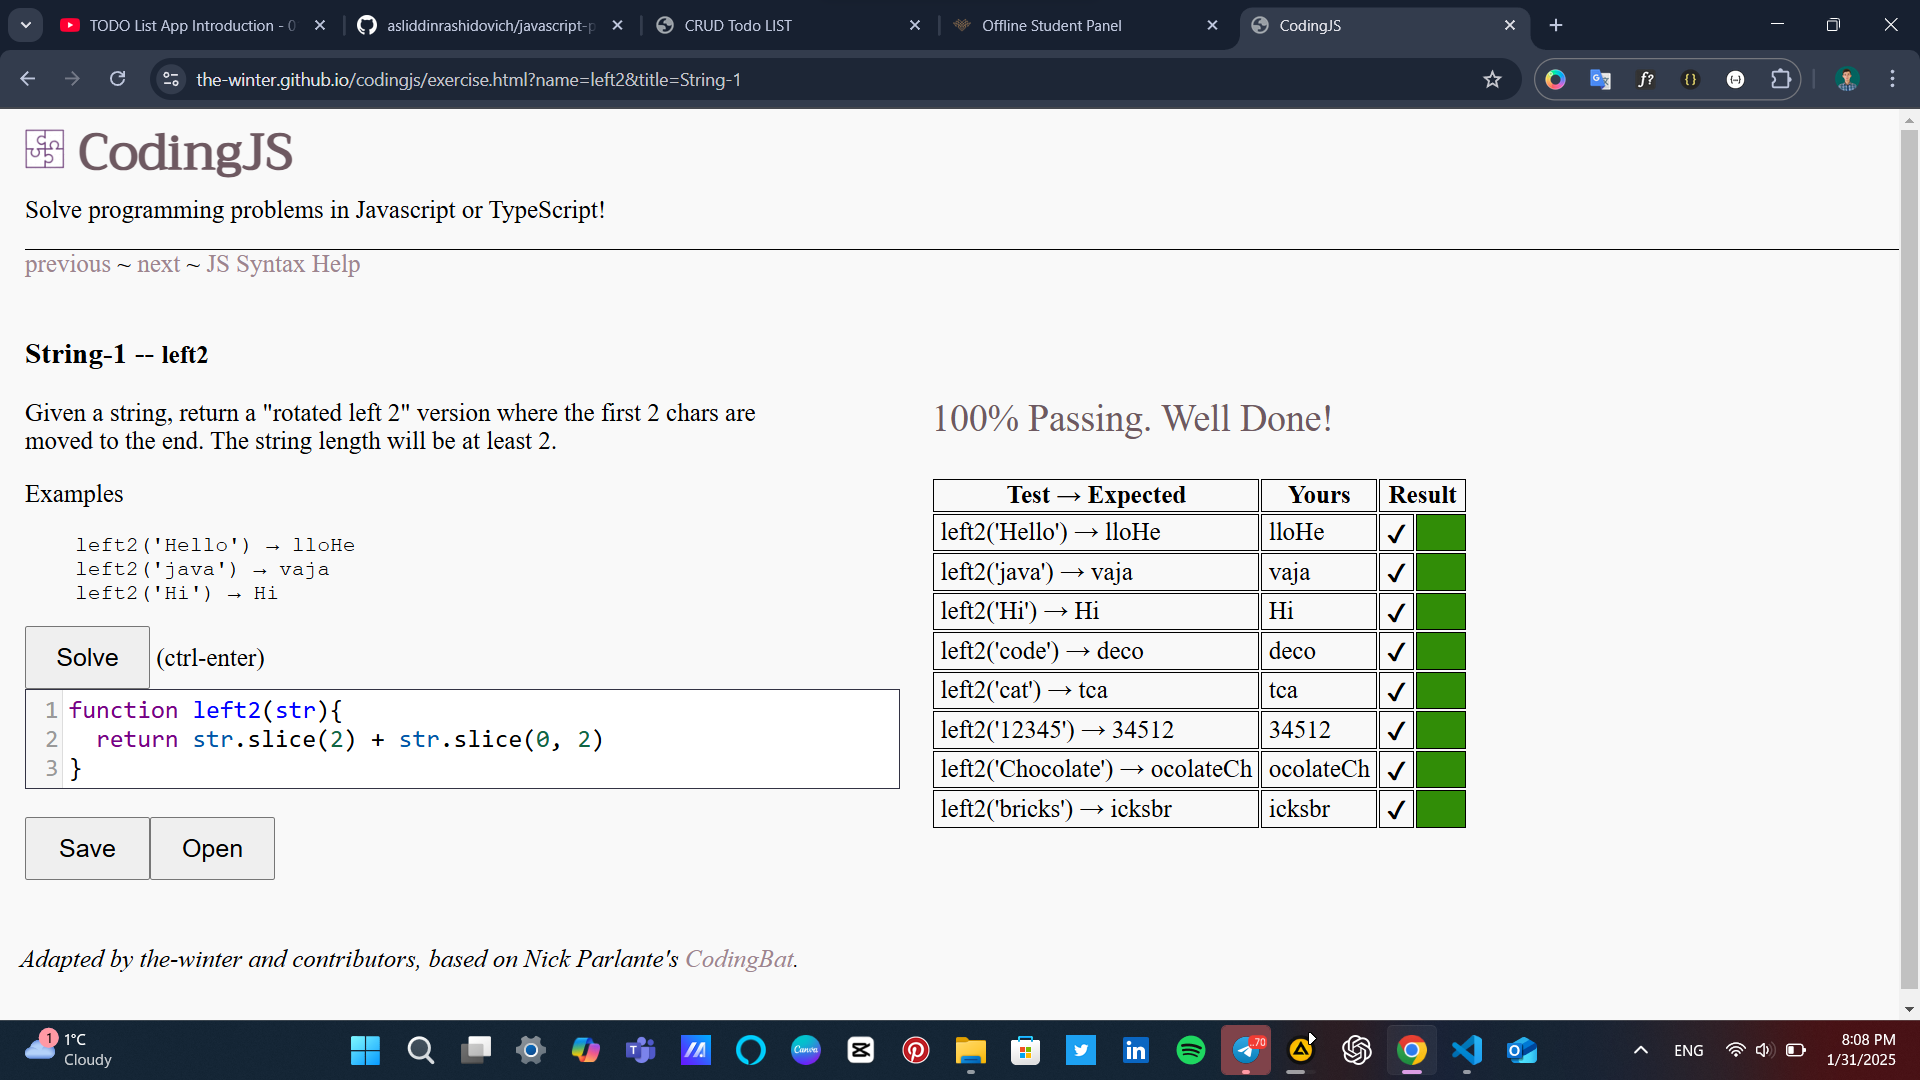 TODO List App Introduction - 0
asliddinrashidovich/javascript-p
CRUD Todo LIST
Offline Student Panel
CodingJS
the-winter.github.io/codingjs/exercise.html?name=left2&title=String-1
CodingJS
Solve programming problems in Javascript or TypeScript!
previous ~ next ~ JS Syntax Help
String-1 -- left2
Given a string, return a "rotated left 2" version where the first 2 chars are
moved to the end. The string length will be at least 2.
Examples
left2('Hello') → lloHe
left2('java') → vaja
left2('Hi') → Hi
Solve (ctrl-enter)
1 function left2(str){
2 return str.slice(2) + str.slice(0, 2)
3 }
Save Open
100% Passing. Well Done!
Test → Expected Yours Result
left2('Hello') → lloHe lloHe ✓
left2('java') → vaja vaja ✓
left2('Hi') → Hi Hi ✓
left2('code') → deco deco ✓
left2('cat') → tca tca ✓
left2('12345') → 34512 34512 ✓
left2('Chocolate') → ocolateCh ocolateCh ✓
left2('bricks') → icksbr icksbr ✓
Adapted by the-winter and contributors, based on Nick Parlante's CodingBat.
1
1°C
Cloudy
Canva
..70
ENG
8:08 PM
1/31/2025